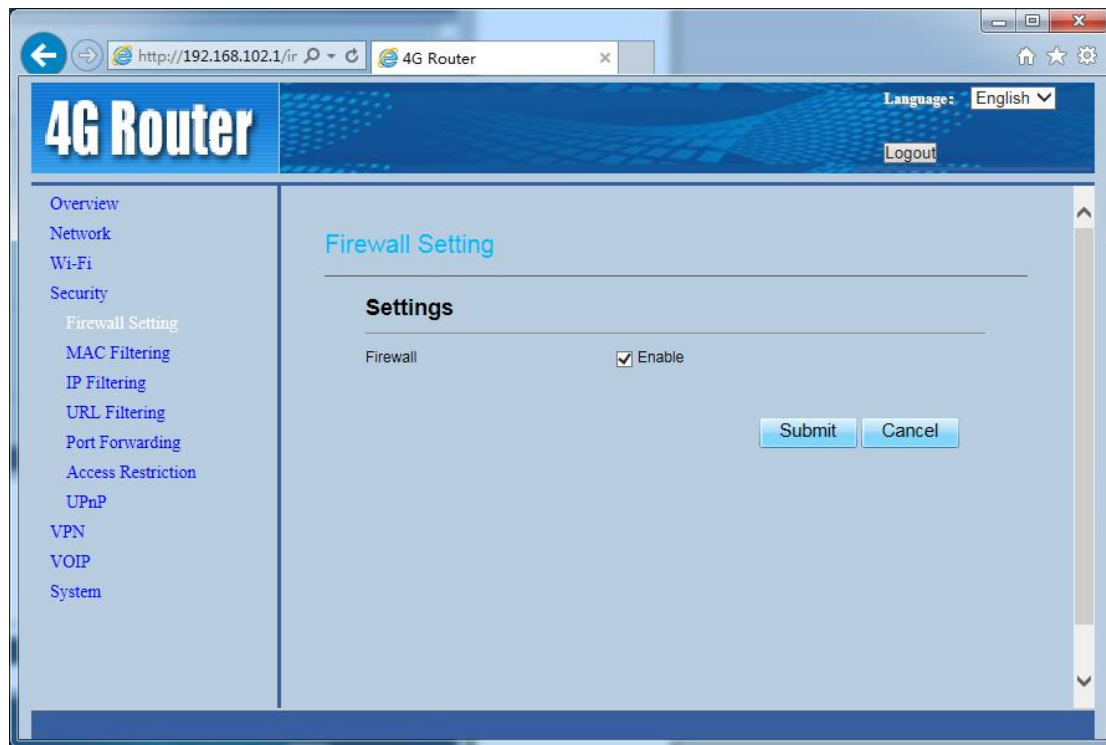 http://192.168.102.1/ir
4G Router
4G Router
Language: English
Logout
Overview
Network
Wi-Fi
Security
Firewall Setting
MAC Filtering
IP Filtering
URL Filtering
Port Forwarding
Access Restriction
UPnP
VPN
VOIP
System
Firewall Setting
Settings
Firewall Enable
Submit Cancel